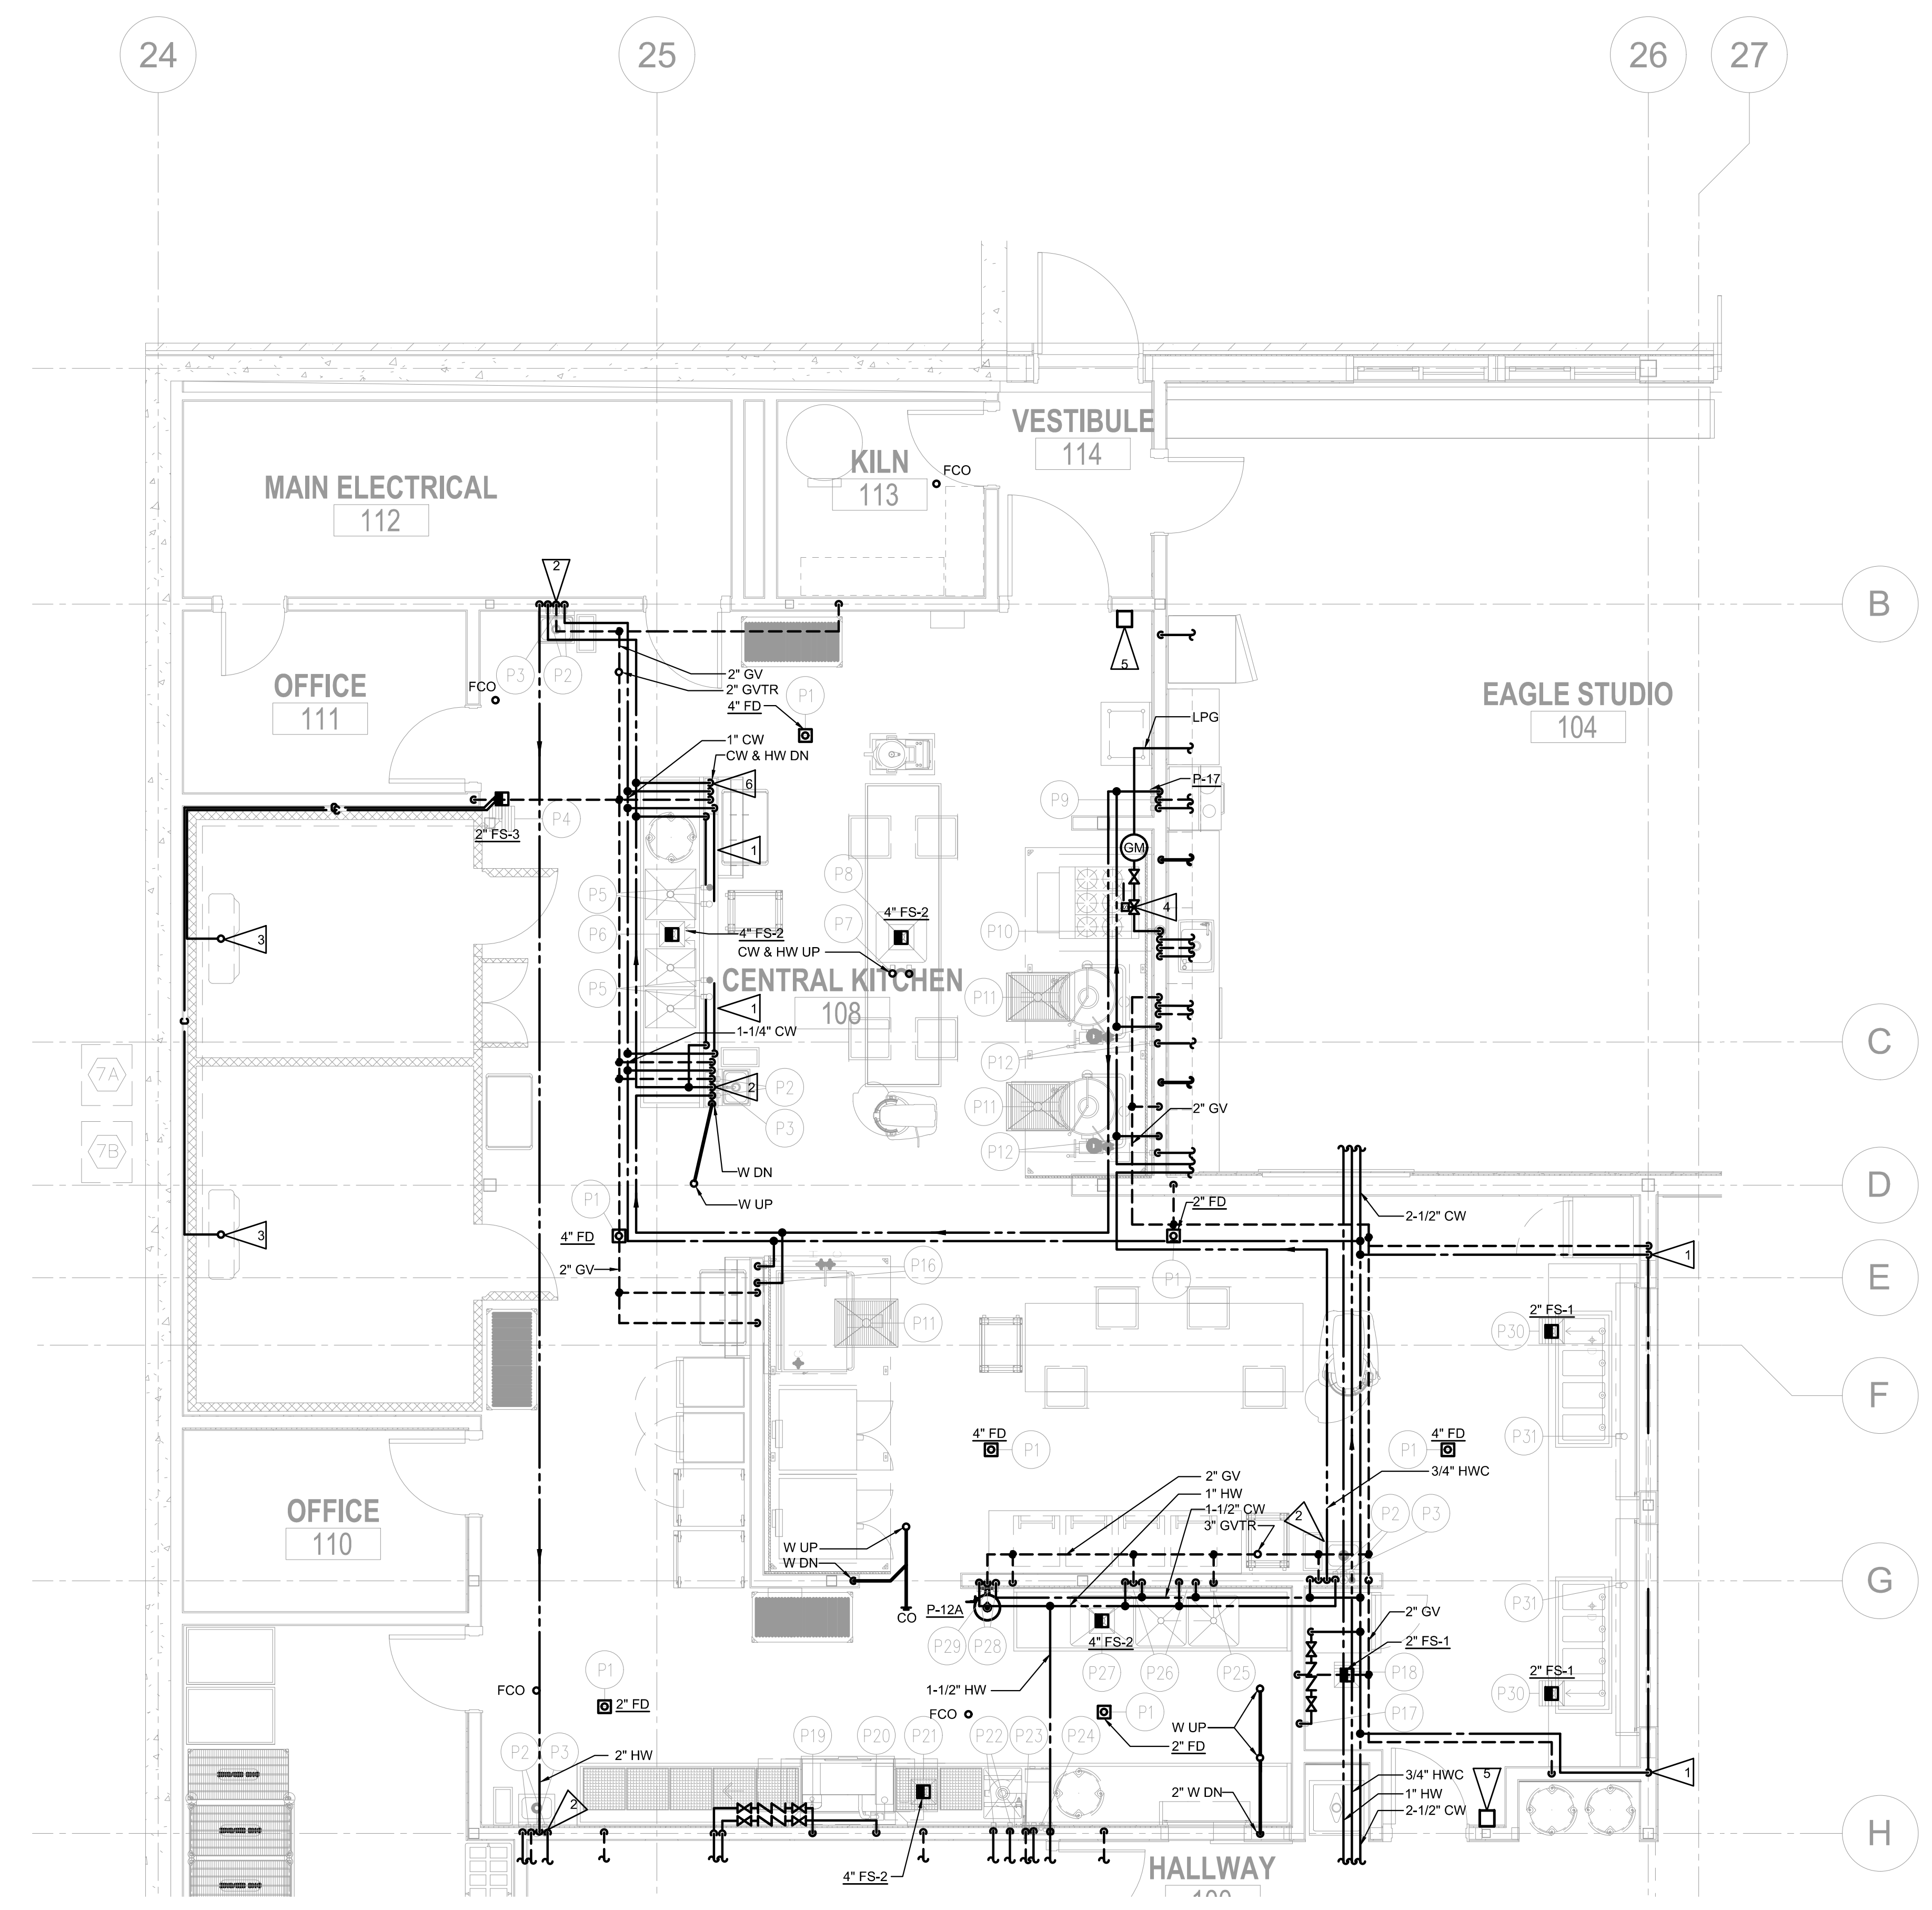 24
25
26
27
VESTIBULE
114
KILN
113
FCO
MAIN ELECTRICAL
112
2
B
P3
P2
5
2" GV
2" GVTR
4" FD
P1
OFFICE
111
FCO
EAGLE STUDIO
104
LPG
1" CW
CW & HW DN
6
P-17
P9
P4
2" FS-3
C
GM
1
P8
P5
4
4" FS-2
P7
P6
4" FS-2
P10
3
CW & HW UP
CENTRAL KITCHEN
108
P5
P11
1
C
1-1/4" CW
C
7A
P12
2
P2
P11
2" GV
P3
7B
P12
W DN
D
P1
2" FD
W UP
2-1/2" CW
3
4" FD
1
2" GV
P16
P1
E
2" FS-1
P11
P30
F
4" FD
P1
P1
4" FD
P31
3/4" HWC
2" GV
1" HW
1-1/2" CW
3" GVTR
2
P2
P3
OFFICE
110
W UP
W DN
G
P-12A
CO
P31
2" GV
P29
P28
4" FS-2
2" FS-1
P27
P26
P25
P18
P1
2" FS-1
1-1/2" HW
P30
FCO
2" FD
FCO
P1
P17
W UP
2" FD
P2
P3
2" HW
P19
P20
P21
P22
P23
P24
2
2" W DN
3/4" HWC
1" HW
2-1/2" CW
5
1
H
4" FS-2
HALLWAY